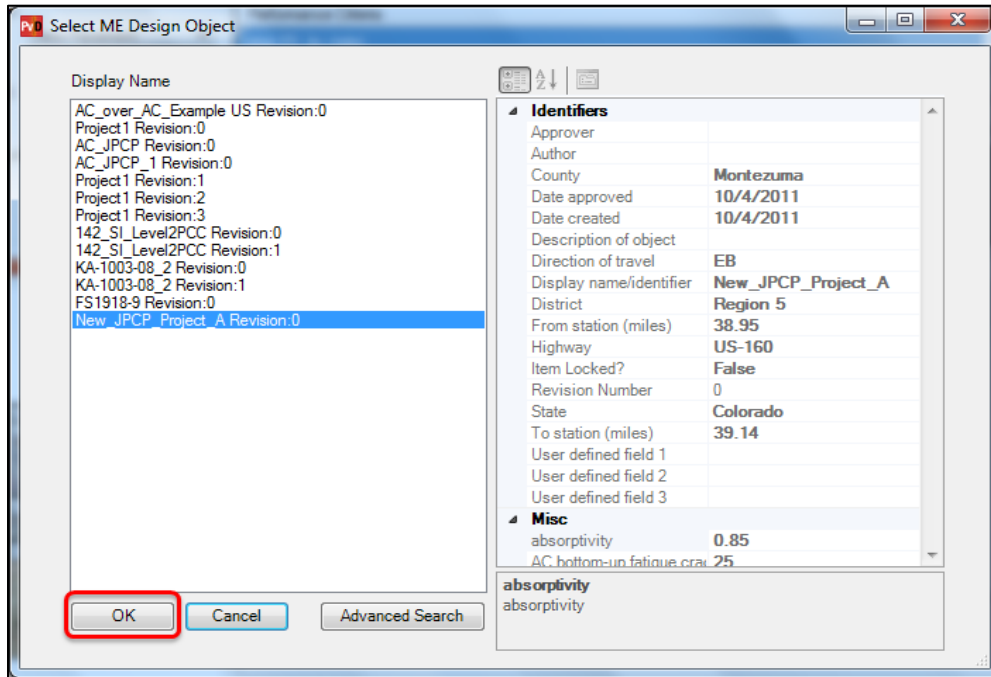 PvD Select ME Design Object
Display Name
AC_over_AC_Example US Revision:0
Project1 Revision:0
AC_JPCP Revision:0
AC_JPCP_1 Revision:0
Project1 Revision:1
Project1 Revision:2
Project1 Revision:3
142_SI_Level2PCC Revision:0
142_SI_Level2PCC Revision:1
KA-1003-08_2 Revision:0
KA-1003-08_2 Revision:1
FS1918-9 Revision:0
New_JPCP_Project_A Revision:0
OK Cancel Advanced Search
Identifiers
Approver
Author
County Montezuma
Date approved 10/4/2011
Date created 10/4/2011
Description of object
Direction of travel EB
Display name/identifier New_JPCP_Project_A
District Region 5
From station (miles) 38.95
Highway US-160
Item Locked? False
Revision Number 0
State Colorado
To station (miles) 39.14
User defined field 1
User defined field 2
User defined field 3
Misc
absorptivity 0.85
AC bottom-up fatigue crac 25
absorptivity
absorptivity